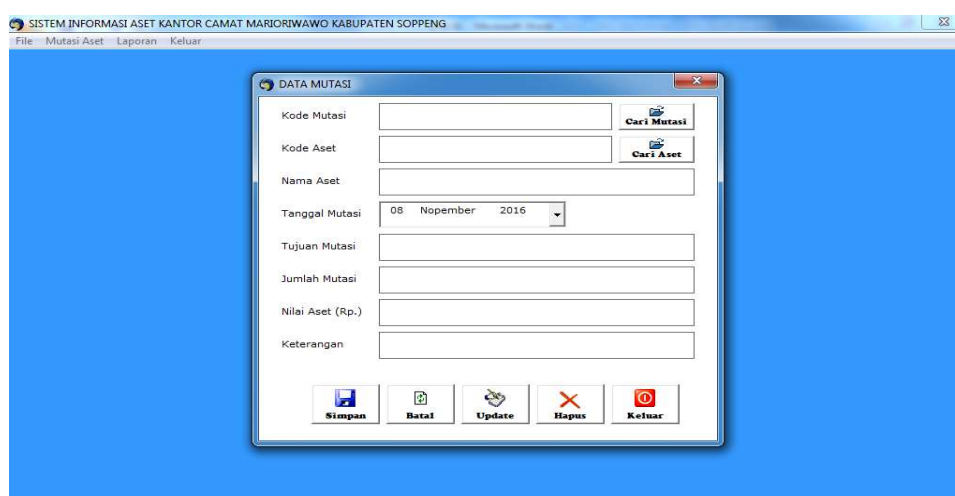 SISTEM INFORMASI ASET KANTOR CAMAT MARIORIWAWO KABUPATEN SOPPENG
File Mutasi Aset Laporan Keluar
DATA MUTASI
Kode Mutasi Cari Mutasi
Kode Aset Cari Aset
Nama Aset
Tanggal Mutasi 08 Nopember 2016
Tujuan Mutasi
Jumlah Mutasi
Nilai Aset (Rp.)
Keterangan
Simpan Batal Update Hapus Keluar